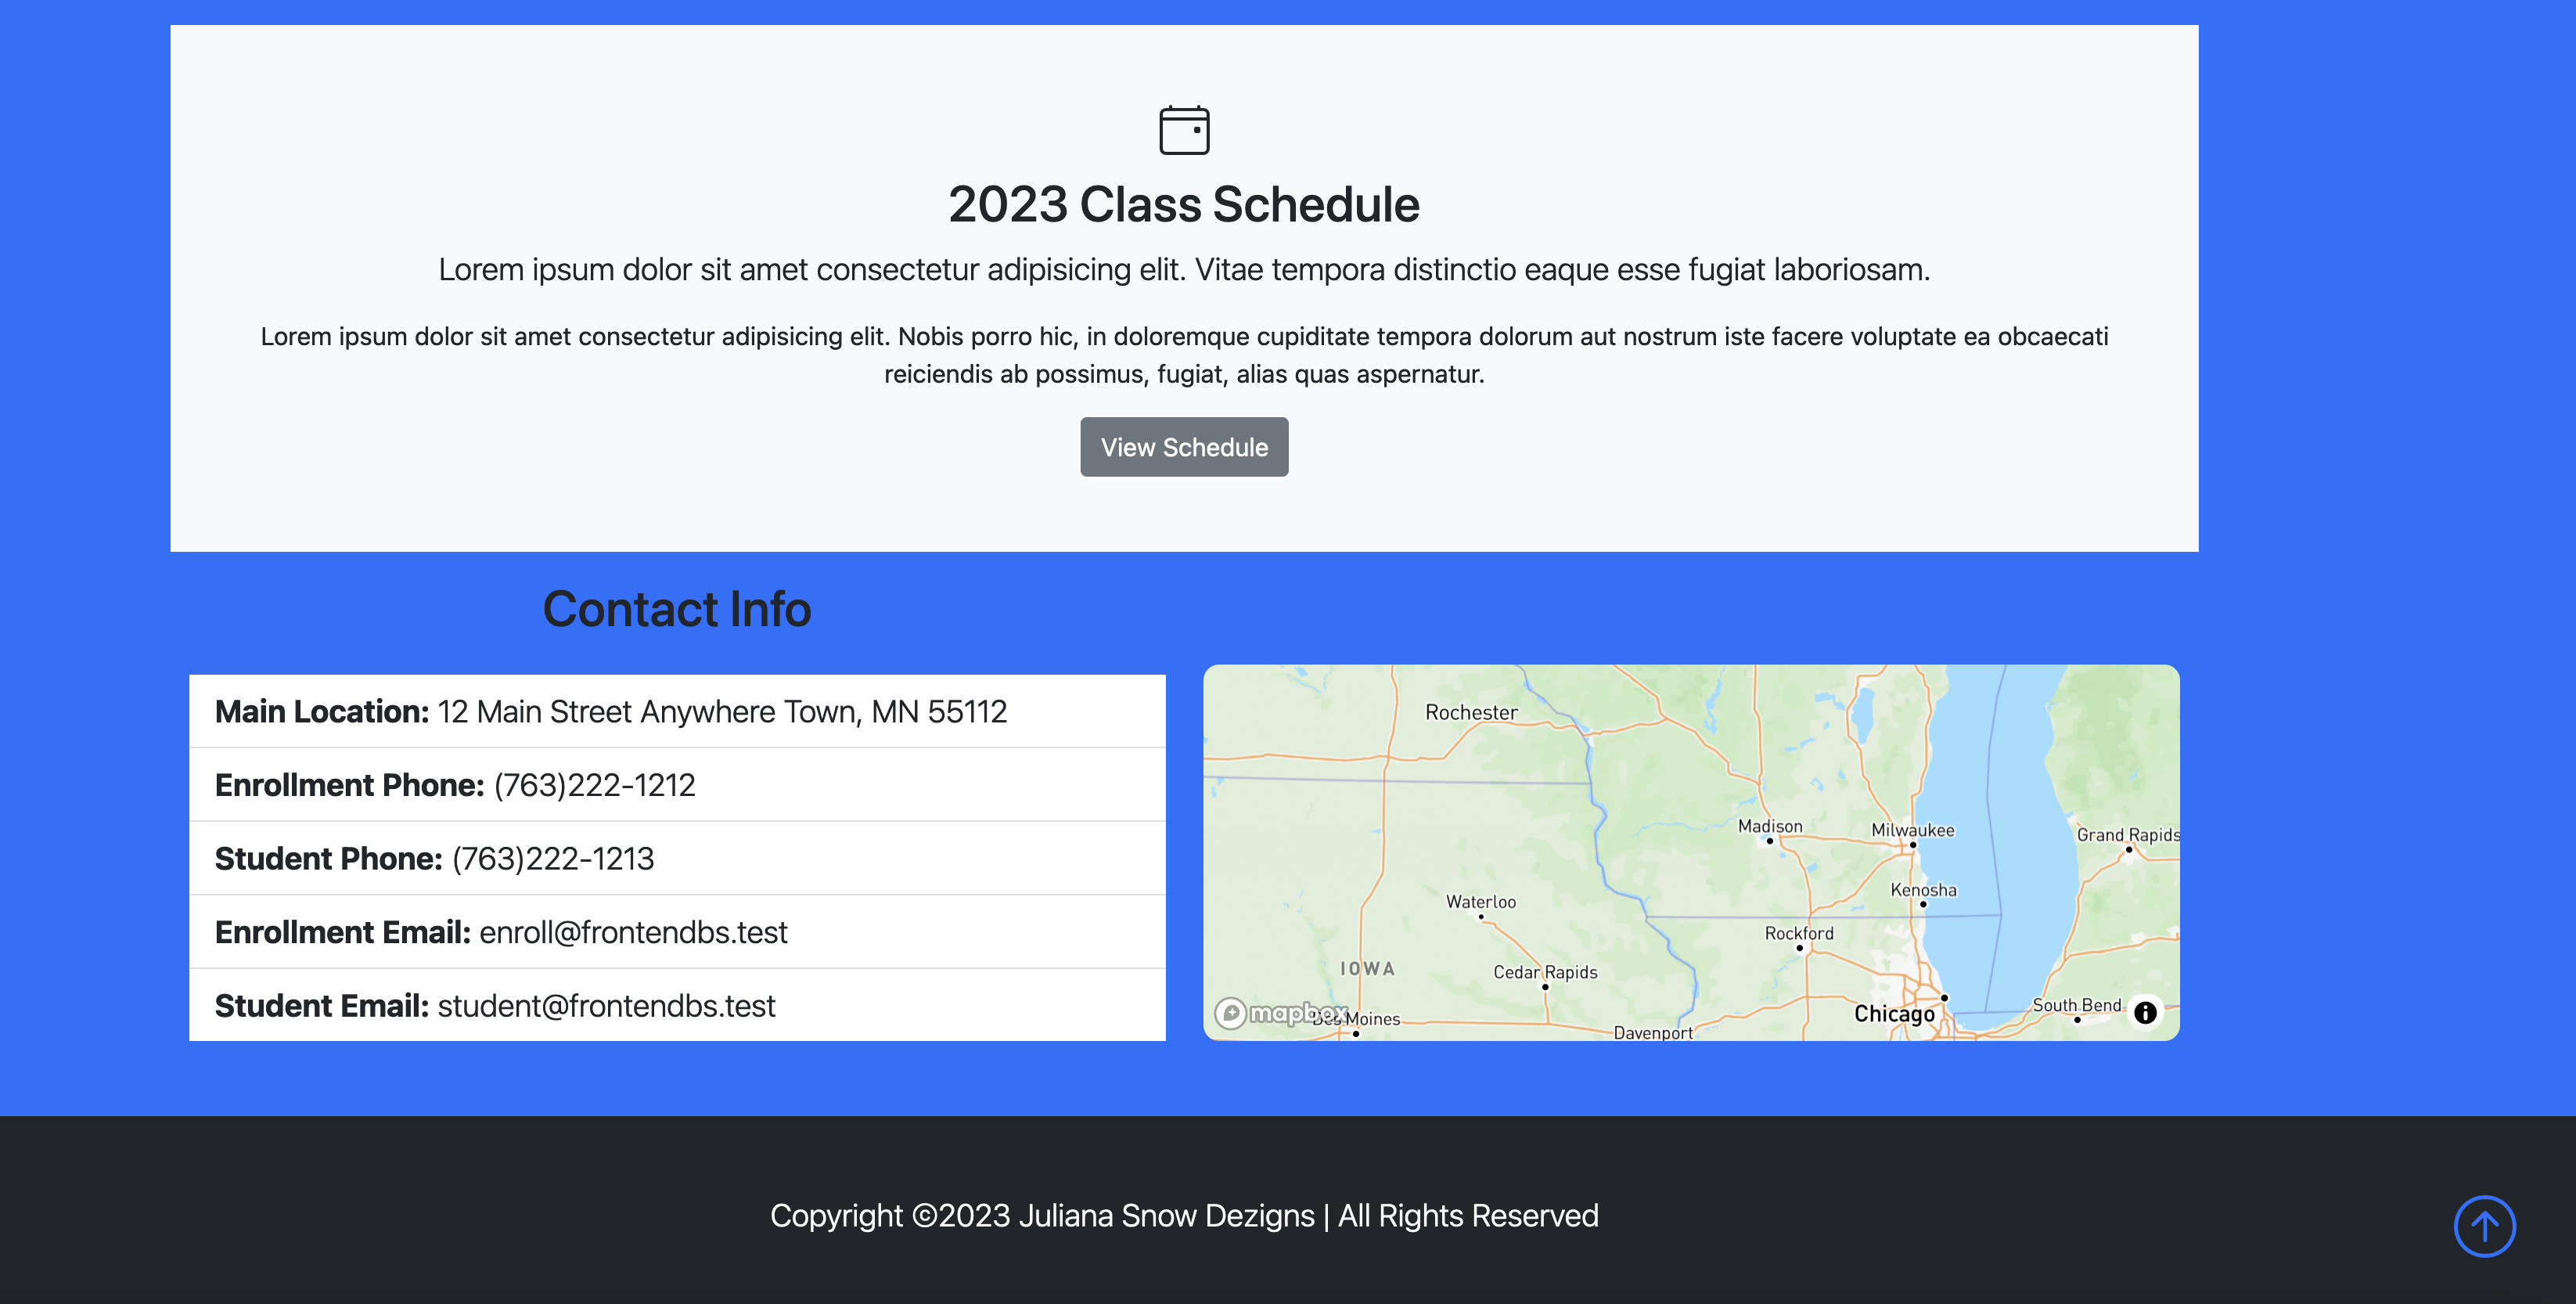 2023 Class Schedule
Lorem ipsum dolor sit amet consectetur adipisicing elit. Vitae tempora distinctio eaque esse fugiat laboriosam.
Lorem ipsum dolor sit amet consectetur adipisicing elit. Nobis porro hic, in doloremque cupiditate tempora dolorum aut nostrum iste facere voluptate ea obcaecati
reiciendis ab possimus, fugiat, alias quas aspernatur.
View Schedule
Contact Info
Main Location: 12 Main Street Anywhere Town, MN 55112
Enrollment Phone: (763)222-1212
Student Phone: (763)222-1213
Enrollment Email: enroll@frontendbs.test
Student Email: student@frontendbs.test
Rochester
Madison
Milwaukee
Grand Rapids
Kenosha
Waterloo
Rockford
IOWA
Cedar Rapids
South Bend
Chicago
mapbox
Des Moines
Davenport
Copyright ©2023 Juliana Snow Dezigns | All Rights Reserved